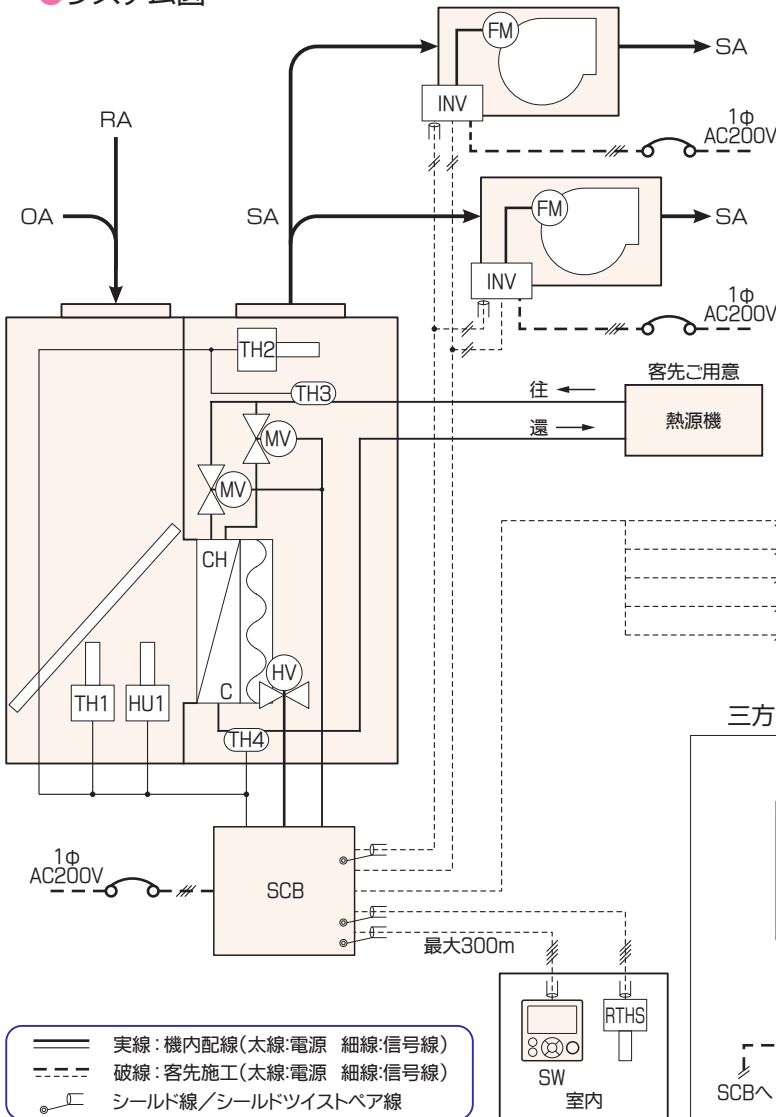 システム図
FM
SA
INV
1Φ
AC200V
RA
OA
SA
FM
SA
INV
1Φ
AC200V
TH2
TH3
往
還
客先ご用意
熱源機
MV
MV
CH
C
HV
TH1
HU1
TH4
三方
1Φ
AC200V
SCB
最大300m
RTHS
SW
室内
SCBへ
実線:機内配線(太線:電源 細線:信号線)
破線:客先施工(太線:電源 細線:信号線)
シールド線/シールドツイストペア線